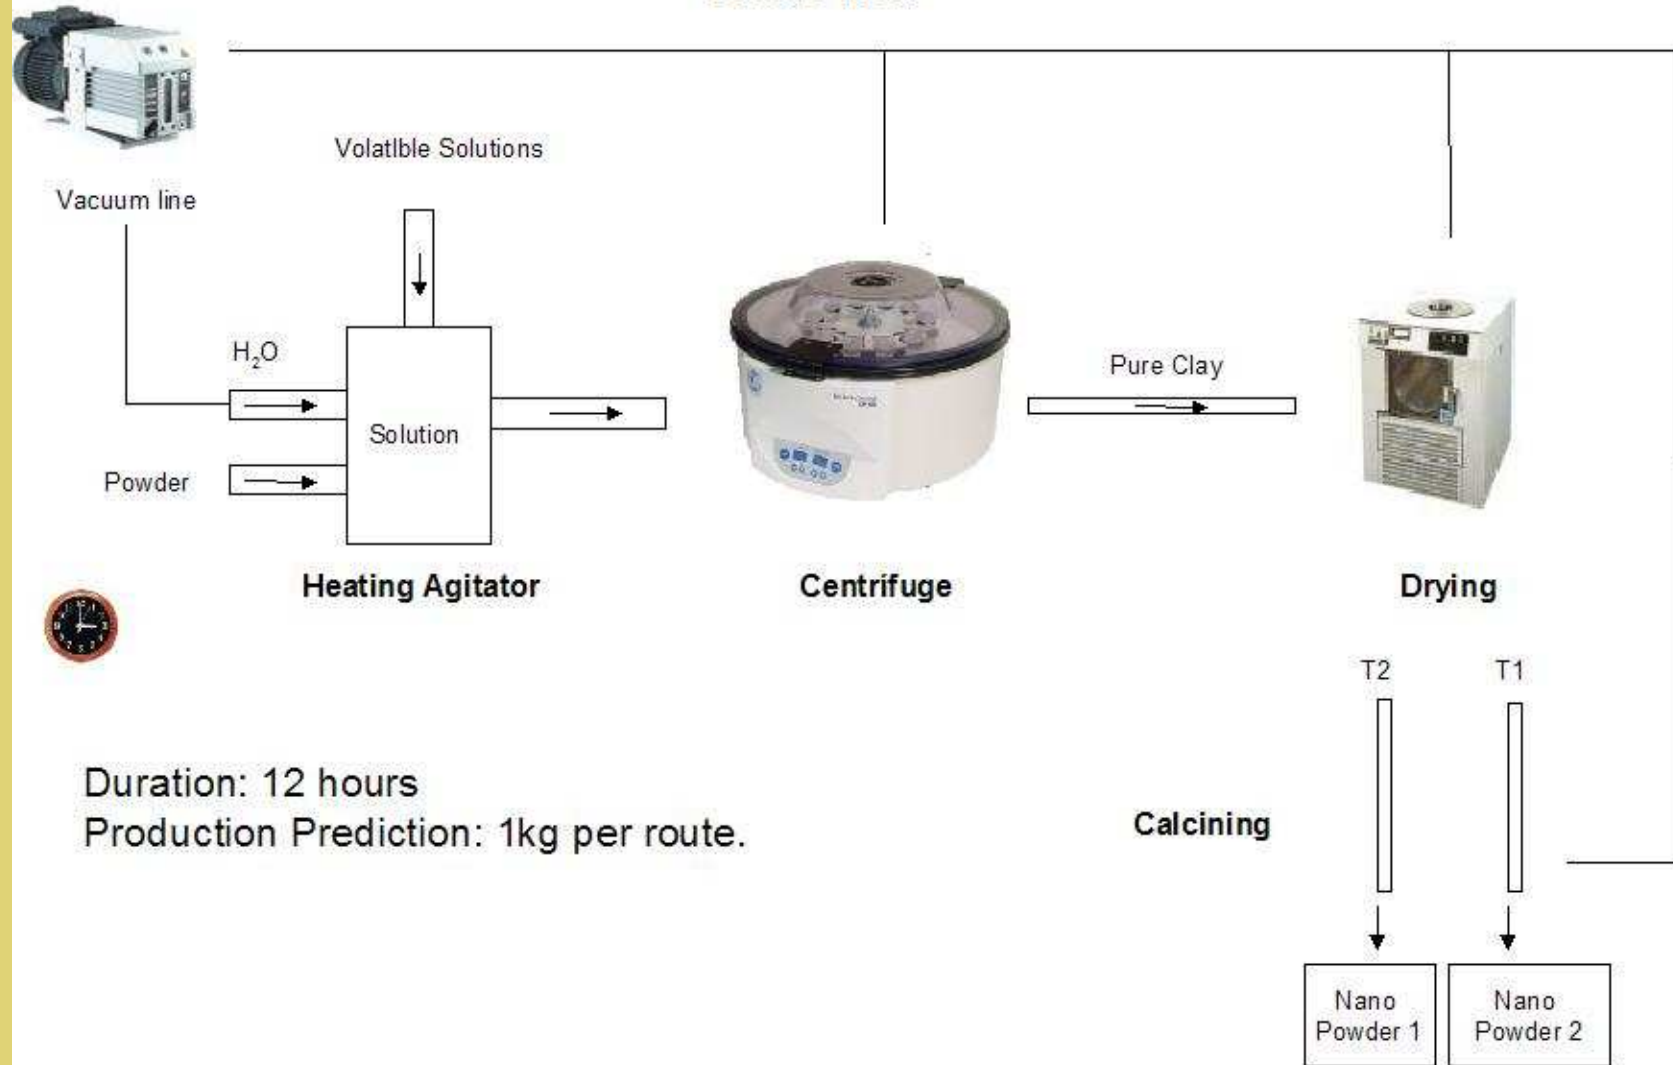 Vacuum line
VolatIble Solutions
H₂O
Powder
Solution
Pure Clay
Heating Agitator
Centrifuge
Drying
T2
T1
Duration: 12 hours
Production Prediction: 1kg per route.
Calcining
Nano
Powder 1
Nano
Powder 2